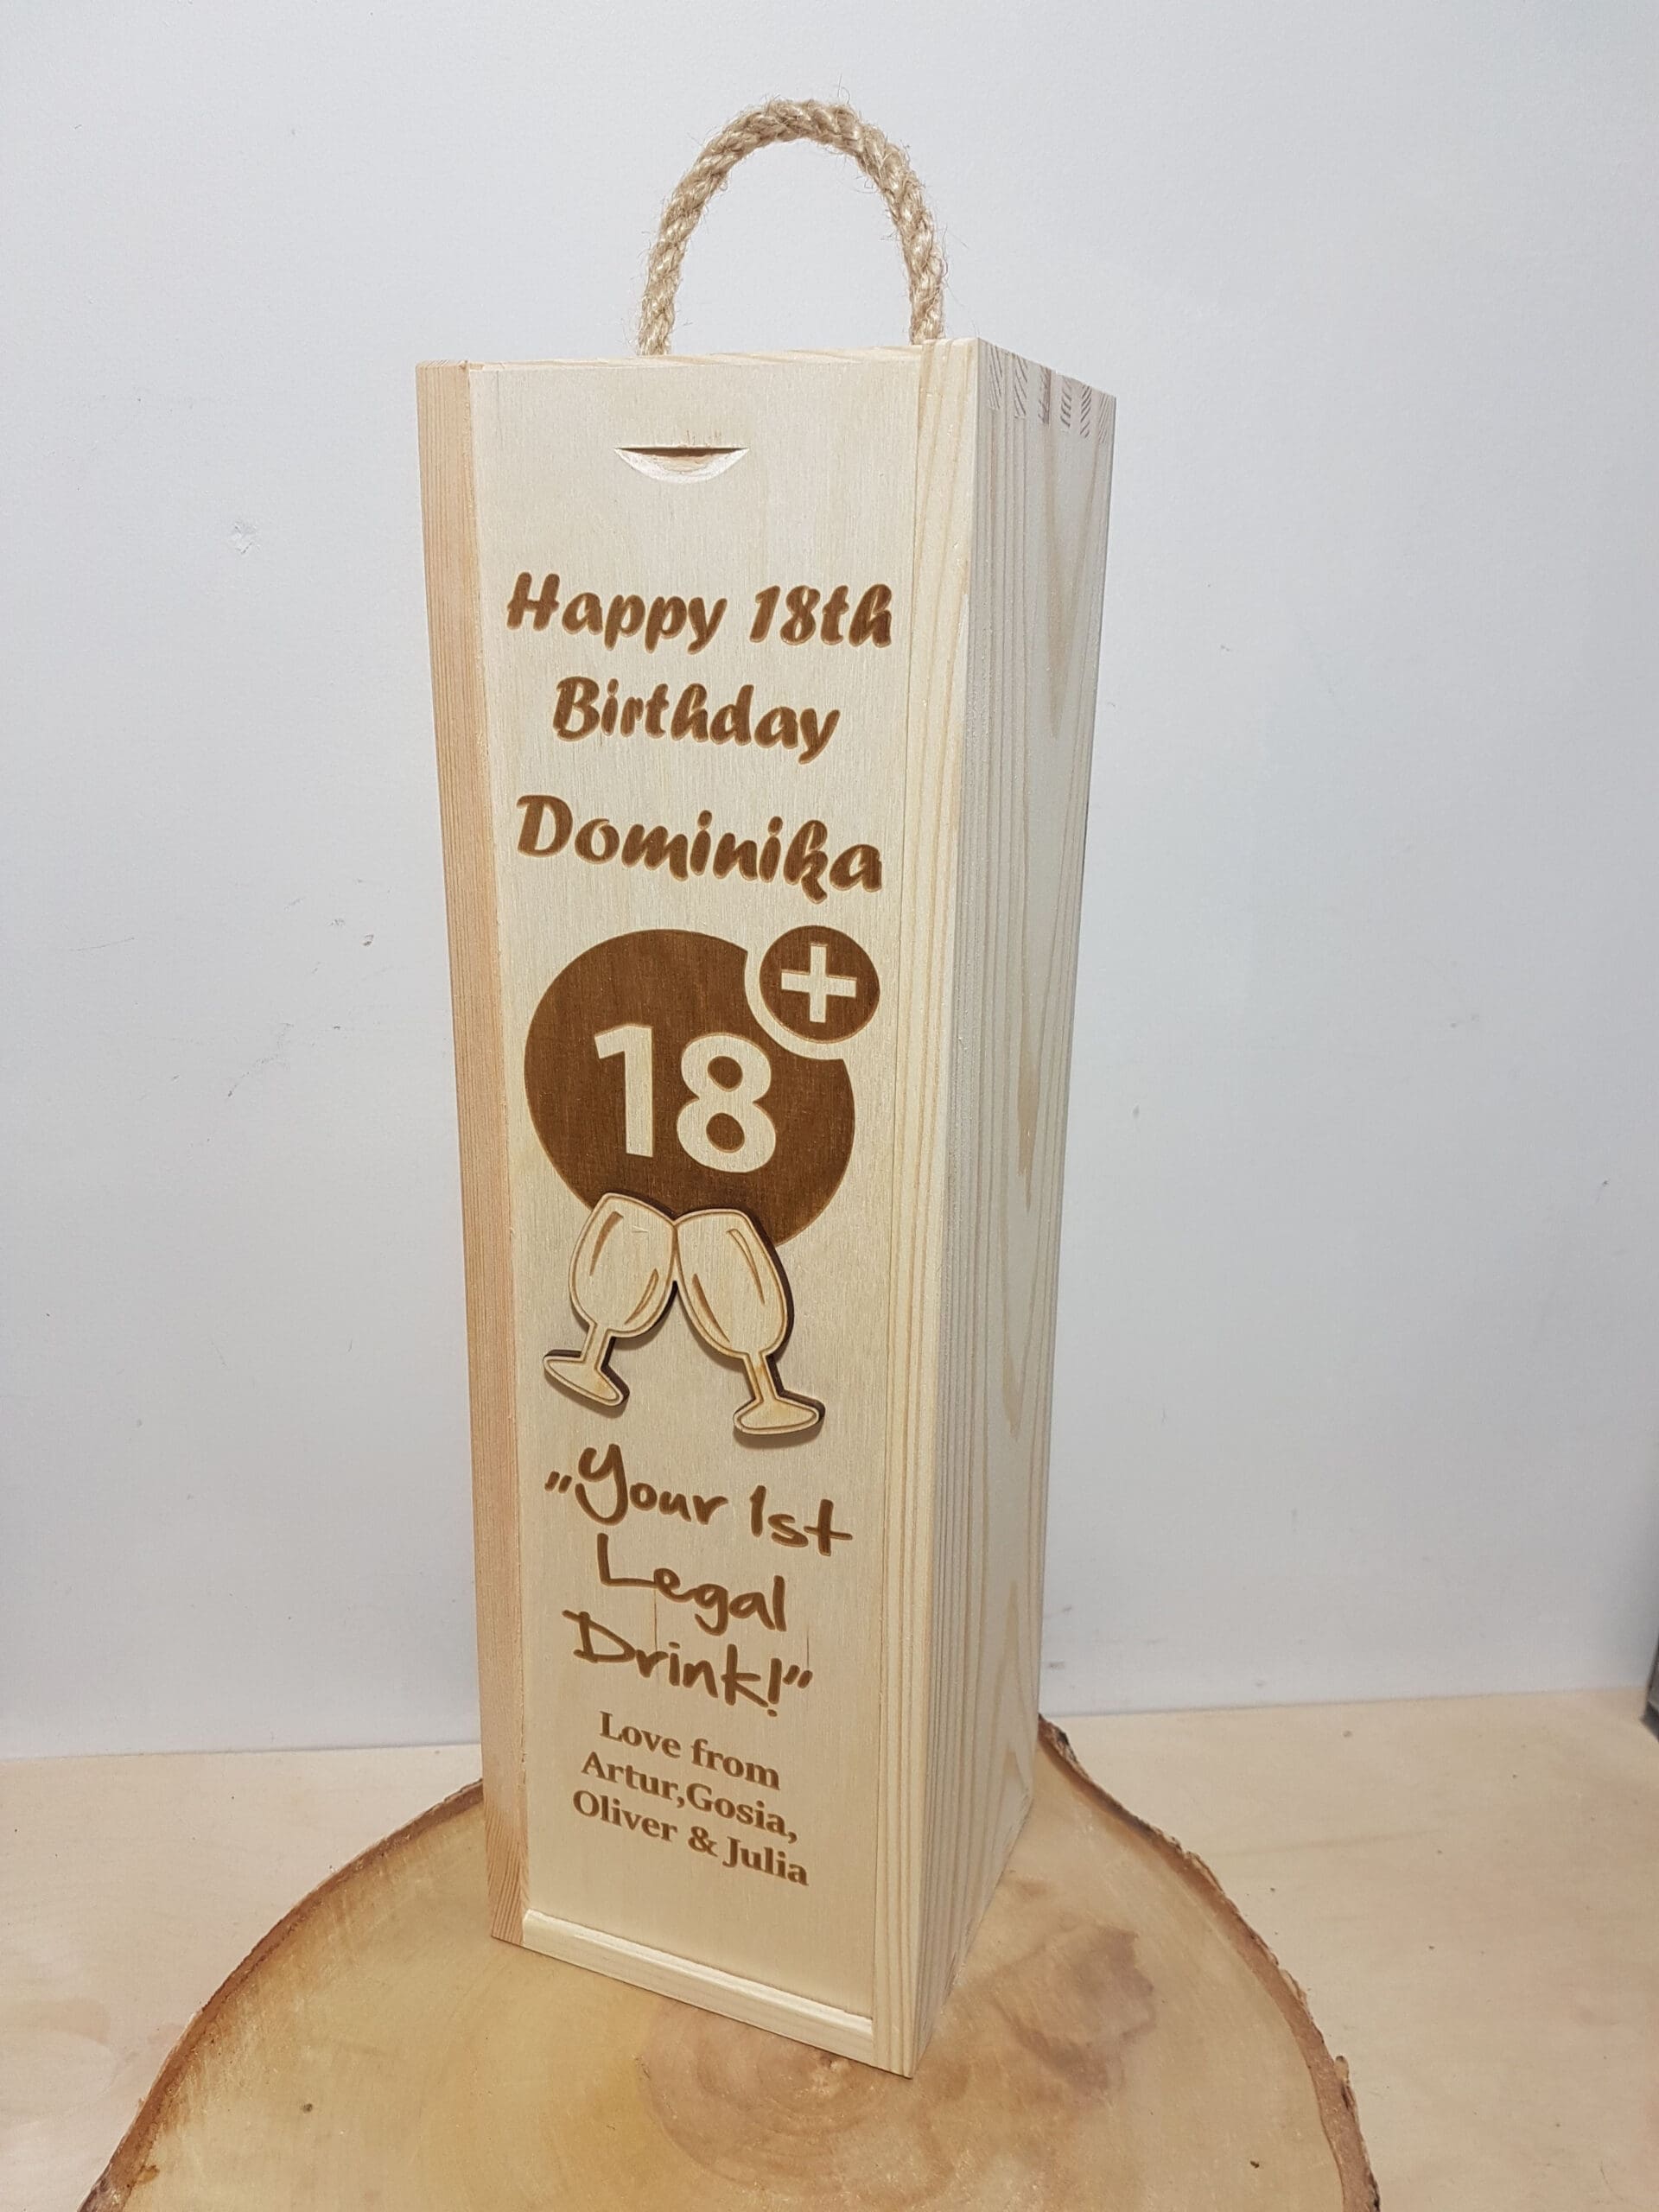 Happy 18th
Birthday
Dominika
+
18
„Your 1st
Legal
Drink!”
Love from
Artur,Gosia,
Oliver & Julia